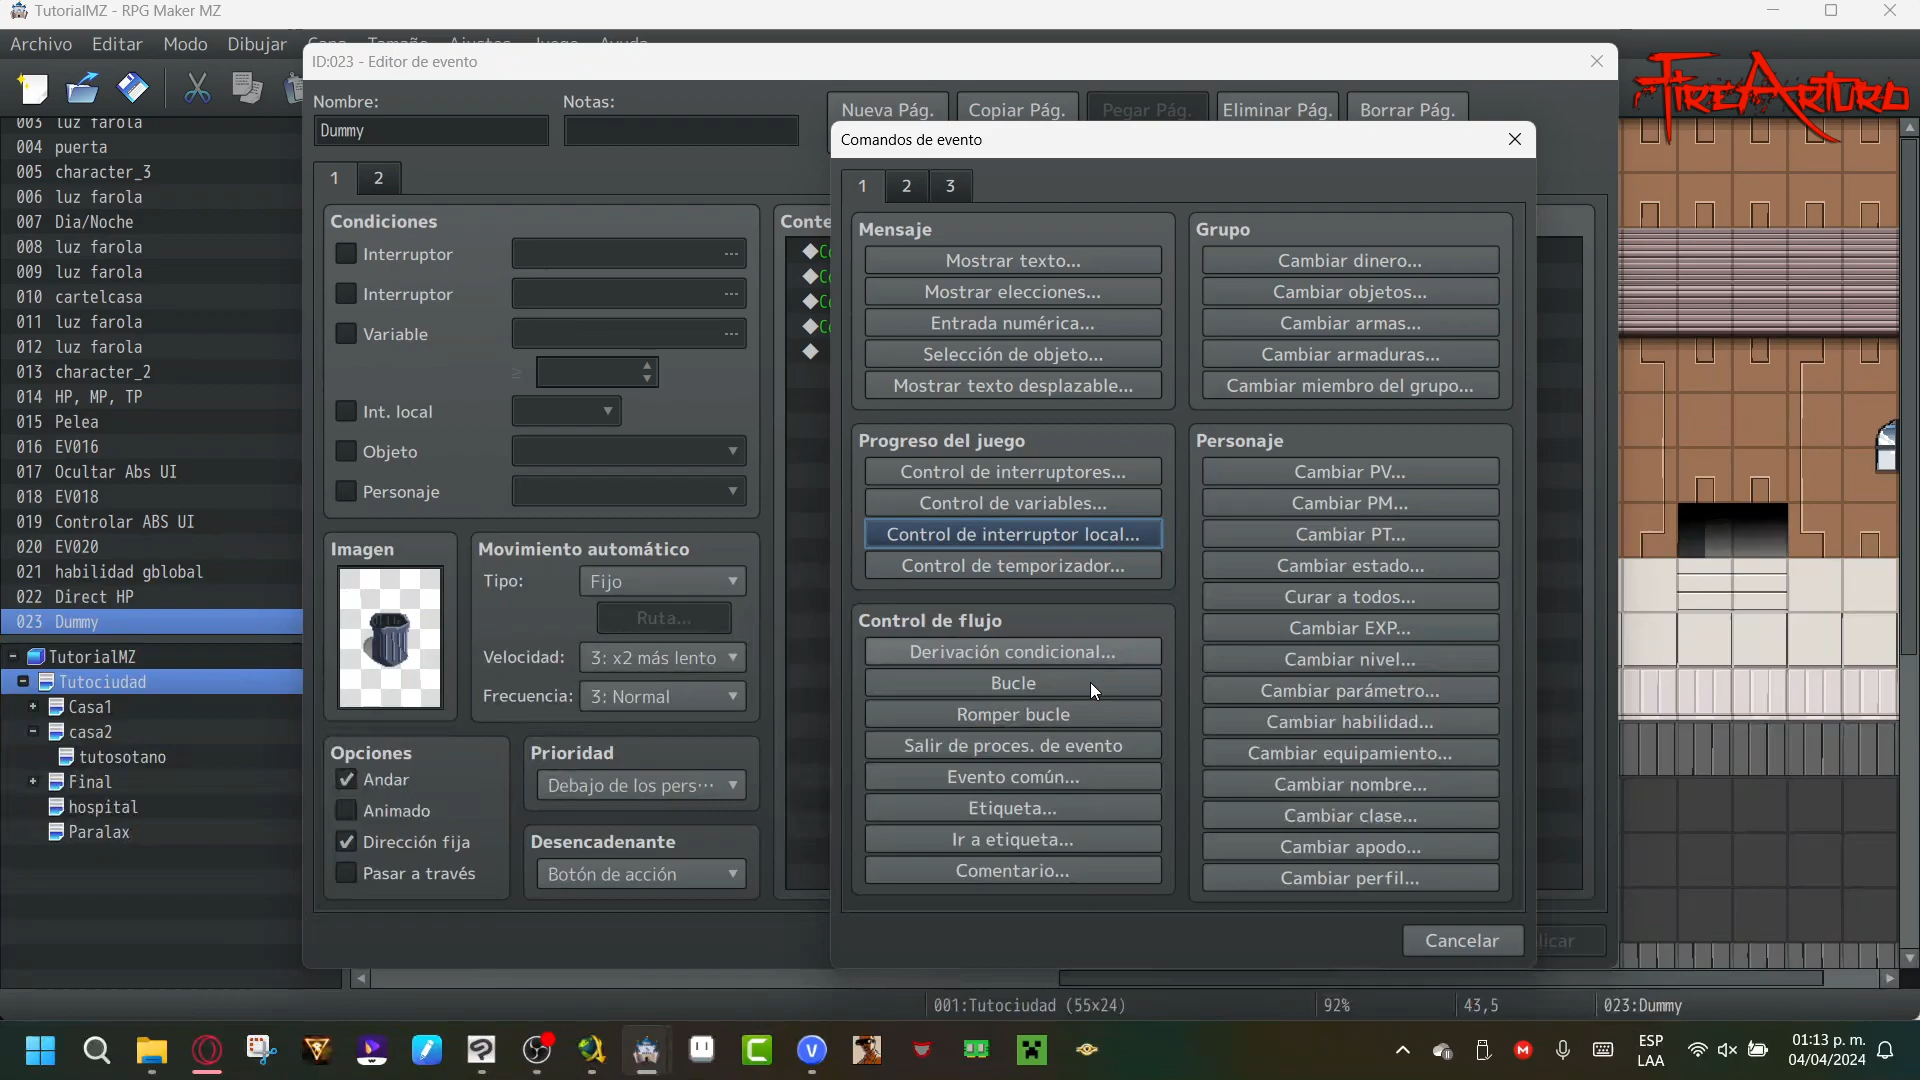 TutorialMZ - RPG Maker MZ
Archivo Editar Modo Dibujar
FireArturo
ID:023 - Editor de evento
Nombre:
Notas:
Dummy
Nueva Pág.
Copiar Pág.
Pegar Pág.
Eliminar Pág.
Borrar Pág.
003 luz farola
004 puerta
005 character_3
006 luz farola
007 Dia/Noche
008 luz farola
009 luz farola
010 cartelcasa
011 luz farola
012 luz farola
013 character_2
014 HP, MP, TP
015 Pelea
016 EV016
017 Ocultar Abs UI
018 EV018
019 Controlar ABS UI
020 EV020
021 habilidad gblobal
022 Direct HP
023 Dummy
TutorialMZ
Tutociudad
Casa1
casa2
tutosotano
Final
hospital
Paralax
1 2
Condiciones
Interruptor ...
Interruptor ...
Variable ...
≥
Int. local
Objeto
Personaje
Imagen
Movimiento automático
Tipo: Fijo
Ruta...
Velocidad: 3: x2 más lento
Frecuencia: 3: Normal
Opciones
Andar
Animado
Dirección fija
Pasar a través
Prioridad
Debajo de los pers···
Desencadenante
Botón de acción
Conte
Comandos de evento
1 2 3
Mensaje
Mostrar texto...
Mostrar elecciones...
Entrada numérica...
Selección de objeto...
Mostrar texto desplazable...
Progreso del juego
Control de interruptores...
Control de variables...
Control de interruptor local...
Control de temporizador...
Control de flujo
Derivación condicional...
Bucle
Romper bucle
Salir de proces. de evento
Evento común...
Etiqueta...
Ir a etiqueta...
Comentario...
Grupo
Cambiar dinero...
Cambiar objetos...
Cambiar armas...
Cambiar armaduras...
Cambiar miembro del grupo...
Personaje
Cambiar PV...
Cambiar PM...
Cambiar PT...
Cambiar estado...
Curar a todos...
Cambiar EXP...
Cambiar nivel...
Cambiar parámetro...
Cambiar habilidad...
Cambiar equipamiento...
Cambiar nombre...
Cambiar clase...
Cambiar apodo...
Cambiar perfil...
Cancelar
licar
001:Tutociudad (55x24)
92%
43,5
023:Dummy
ESP
LAA
01:13 p. m.
04/04/2024